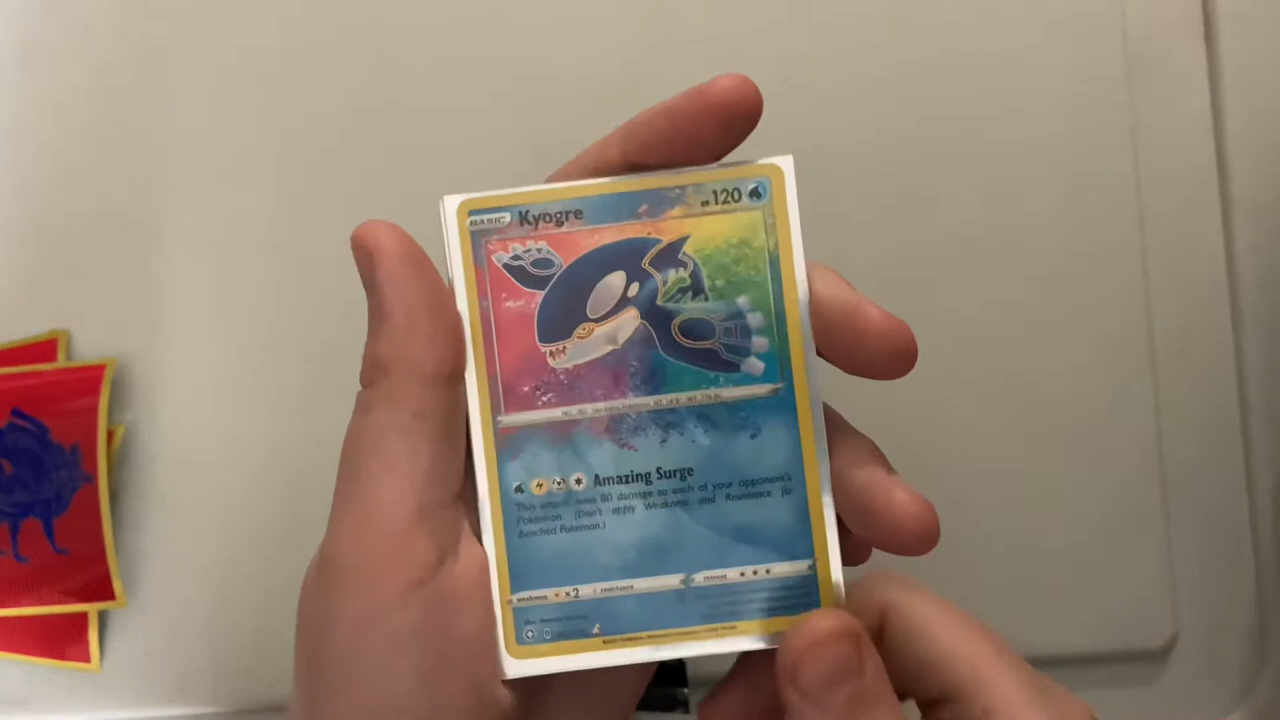 BASIC Kyogre HP 120
Amazing Surge
This attack does 80 damage to each of your opponent's
Pokémon. (Don't apply Weakness and Resistance for
Benched Pokémon.)
weakness ×2 resistance retreat